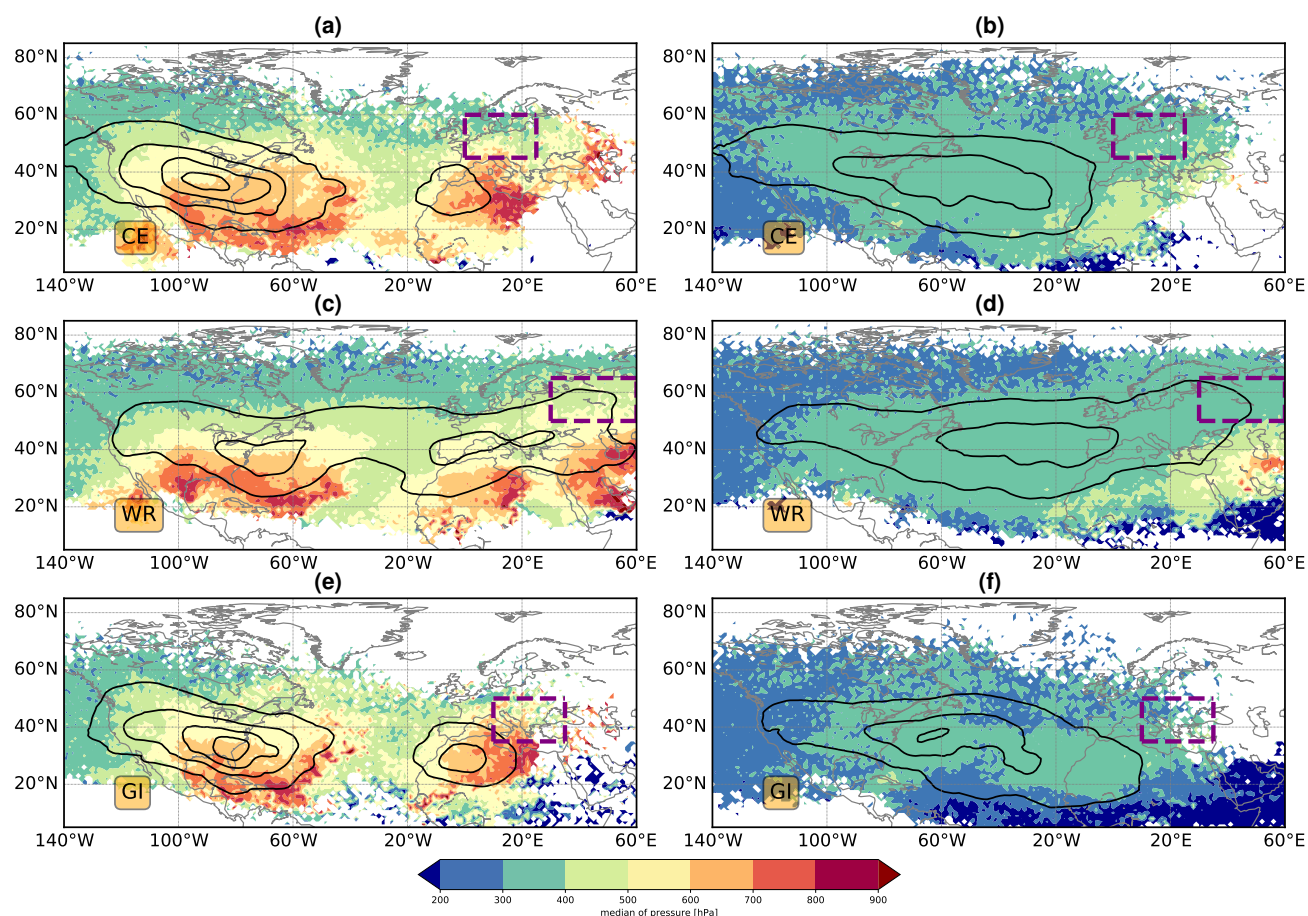 (a) (b)
80°N 80°N
60°N 60°N
40°N 40°N
20°N 20°N
CE CE
140°W 100°W 60°W 20°W 20°E 60°E 140°W 100°W 60°W 20°W 20°E 60°E
(c) (d)
80°N 80°N
60°N 60°N
40°N 40°N
20°N 20°N
WR WR
140°W 100°W 60°W 20°W 20°E 60°E 140°W 100°W 60°W 20°W 20°E 60°E
(e) (f)
80°N 80°N
60°N 60°N
40°N 40°N
20°N 20°N
GI GI
140°W 100°W 60°W 20°W 20°E 60°E 140°W 100°W 60°W 20°W 20°E 60°E
200 300 400 500 600 700 800 900
median of pressure [hPa]